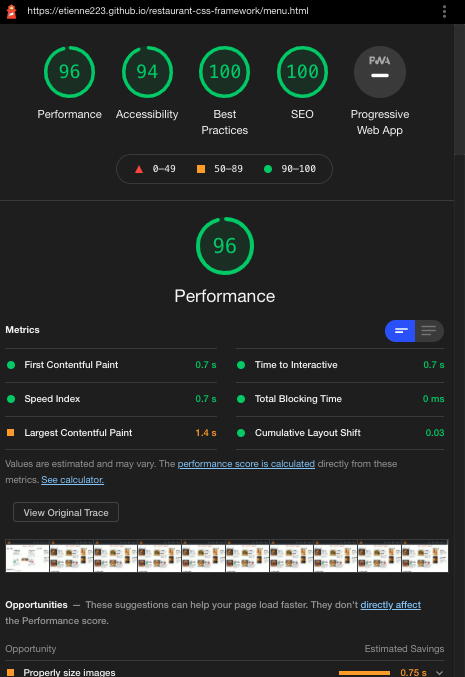 https://etienne223.github.io/restaurant-css-framework/menu.html
96
94
100
100
PWA
Performance
Accessibility
Best
Practices
SEO
Progressive
Web App
0–49
50–89
90–100
96
Performance
Metrics
First Contentful Paint 0.7 s
Time to Interactive 0.7 s
Speed Index 0.7 s
Total Blocking Time 0 ms
Largest Contentful Paint 1.4 s
Cumulative Layout Shift 0.03
Values are estimated and may vary. The performance score is calculated directly from these
metrics. See calculator.
View Original Trace
Opportunities — These suggestions can help your page load faster. They don't directly affect
the Performance score.
Opportunity Estimated Savings
Properly size images 0.75 s